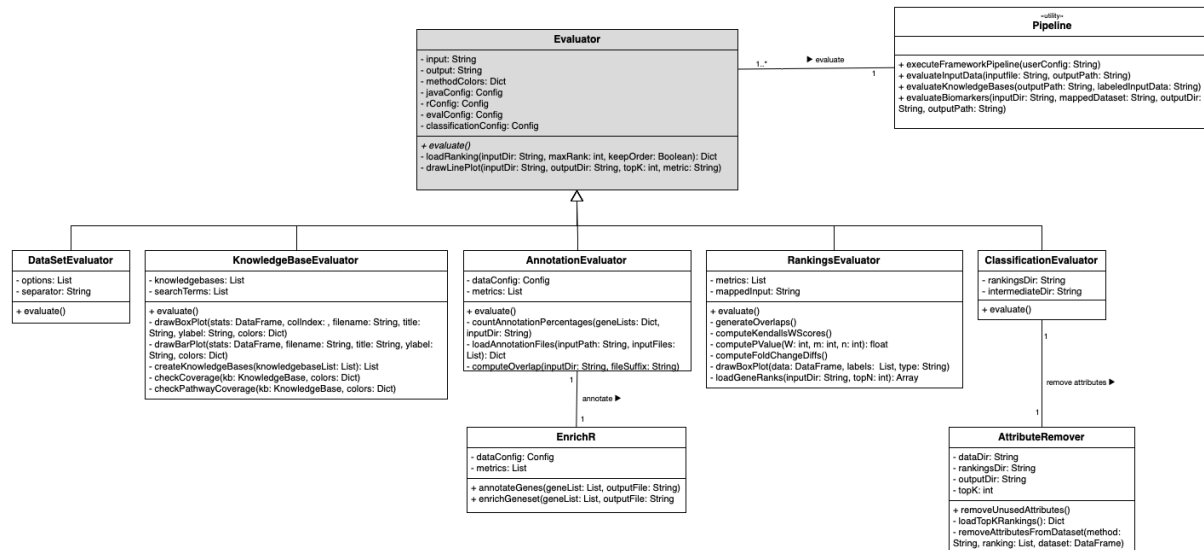 Evaluator
- input: String
- output: String
- methodColors: Dict
- javaConfig: Config
- rConfig: Config
- evalConfig: Config
- classificationConfig: Config
+ evaluate()
- loadRanking(inputDir: String, maxRank: int, keepOrder: Boolean): Dict
- drawLinePlot(inputDir: String, outputDir: String, topK: int, metric: String)
1..*
▶ evaluate
1
«utility»
Pipeline
+ executeFrameworkPipeline(userConfig: String)
+ evaluateInputData(inputfile: String, outputPath: String)
+ evaluateKnowledgeBases(outputPath: String, labeledInputData: String)
+ evaluateBiomarkers(inputDir: String, mappedDataset: String, outputDir:
String, outputPath: String)
DataSetEvaluator
- options: List
- separator: String
+ evaluate()
KnowledgeBaseEvaluator
- knowledgebases: List
- searchTerms: List
+ evaluate()
- drawBoxPlot(stats: DataFrame, colIndex: , filename: String, title:
String, ylabel: String, colors: Dict)
- drawBarPlot(stats: DataFrame, filename: String, title: String, ylabel:
String, colors: Dict)
- createKnowledgeBases(knowledgebaseList: List): List
- checkCoverage(kb: KnowledgeBase, colors: Dict)
- checkPathwayCoverage(kb: KnowledgeBase, colors: Dict)
AnnotationEvaluator
- dataConfig: Config
- metrics: List
+ evaluate()
- countAnnotationPercentages(geneLists: Dict,
inputDir: String)
- loadAnnotationFiles(inputPath: String, inputFiles:
List): Dict
- computeOverlap(inputDir: String, fileSuffix: String)
1
annotate ▶
1
EnrichR
- dataConfig: Config
- metrics: List
+ annotateGenes(geneList: List, outputFile: String)
+ enrichGeneset(geneList: List, outputFile: String
RankingsEvaluator
- metrics: List
- mappedInput: String
+ evaluate()
- generateOverlaps()
- computeKendallsWScores()
- computePValue(W: int, m: int, n: int): float
- computeFoldChangeDiffs()
- drawBoxPlot(data: DataFrame, labels: List, type: String)
- loadGeneRanks(inputDir: String, topN: int): Array
ClassificationEvaluator
- rankingsDir: String
- intermediateDir: String
+ evaluate()
1
remove attributes ▶
1
AttributeRemover
- dataDir: String
- rankingsDir: String
- outputDir: String
- topK: int
+ removeUnusedAttributes()
- loadTopKRankings(): Dict
- removeAttributesFromDataset(method:
String, ranking: List, dataset: DataFrame)